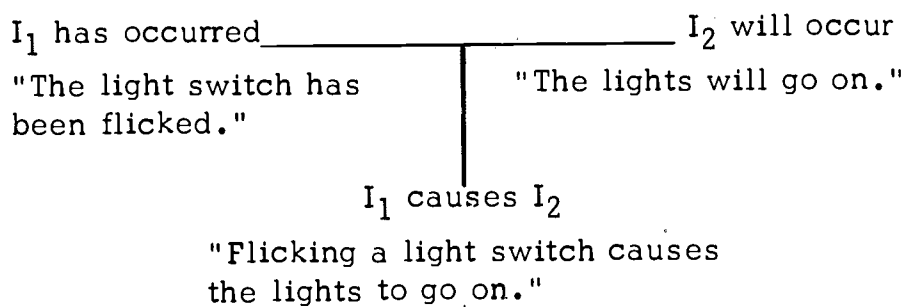 I₁ has occurred
I₂ will occur
"The light switch has
been flicked."
"The lights will go on."
I₁ causes I₂
"Flicking a light switch causes
the lights to go on."